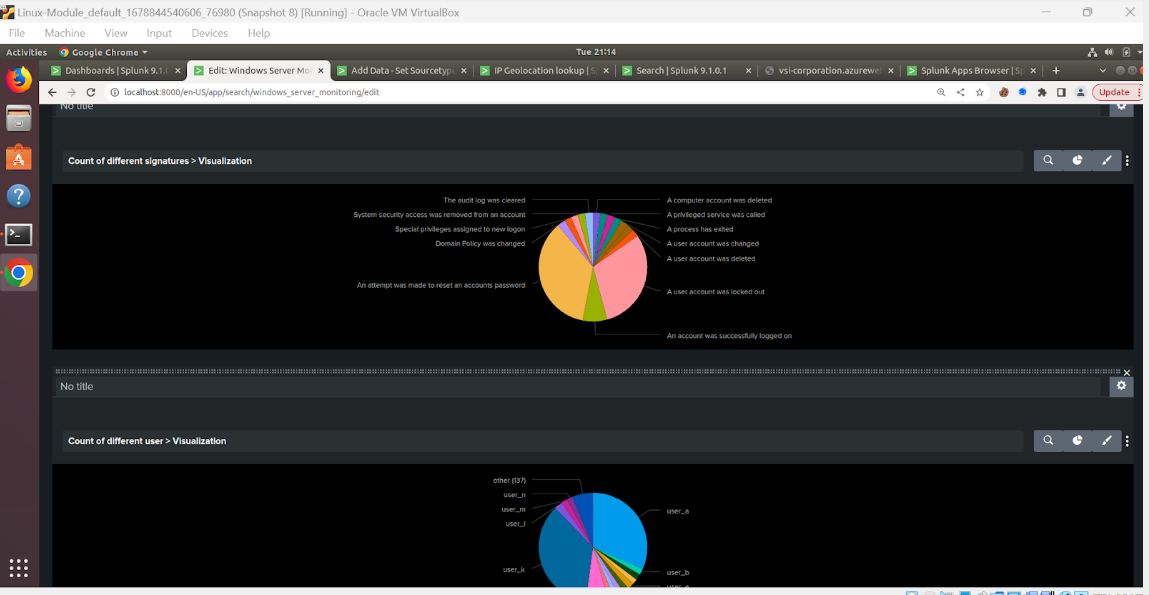 Linux-Module_default_1678844540606_76980 (Snapshot 8) [Running] - Oracle VM VirtualBox
File Machine View Input Devices Help
Activities Google Chrome Tue 21:14
Dashboards | Splunk 9.1.0 Edit: Windows Server Mo Add Data - Set Sourcetype IP Geolocation lookup | S Search | Splunk 9.1.0.1 vsi-corporation.azurewe Splunk Apps Browser | Sp
localhost:8000/en-US/app/search/windows_server_monitoring/edit Update
No title
Count of different signatures > Visualization
The audit log was cleared
System security access was removed from an account
Special privileges assigned to new logon
Domain Policy was changed
An attempt was made to reset an accounts password
A computer account was deleted
A privileged service was called
A process has exited
A user account was changed
A user account was deleted
A user account was locked out
An account was successfully logged on
No title
Count of different user > Visualization
other (137)
user_n
user_m
user_l
user_k
user_a
user_b